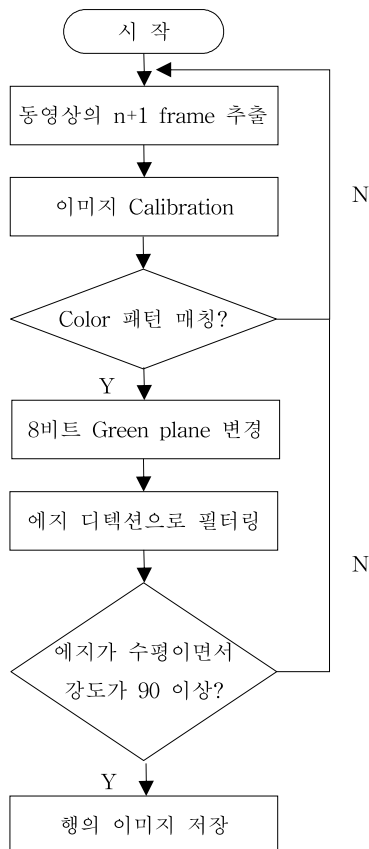 시 작
동영상의 n+1 frame 추출
N
이미지 Calibration
Color 패턴 매칭?
Y
8비트 Green plane 변경
에지 디텍션으로 필터링
N
에지가 수평이면서
강도가 90 이상?
Y
행의 이미지 저장